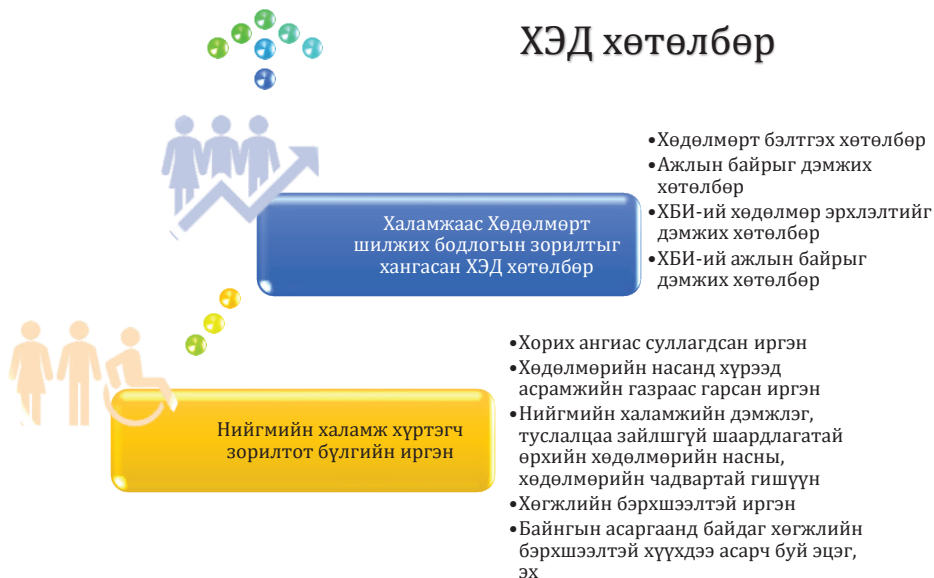 ХЭД хөтөлбөр
Халамжаас Хөдөлмөрт
шилжих бодлогын зорилтыг
хангасан ХЭД хөтөлбөр
•Хөдөлмөрт бэлтгэх хөтөлбөр
•Ажлын байрыг дэмжих
хөтөлбөр
•ХБИ-ий хөдөлмөр эрхлэлтийг
дэмжих хөтөлбөр
•ХБИ-ий ажлын байрыг
дэмжих хөтөлбөр
Нийгмийн халамж хүртэгч
зорилтот бүлгийн иргэн
•Хорих ангиас суллагдсан иргэн
•Хөдөлмөрийн насанд хүрээд
асрамжийн газраас гарсан иргэн
•Нийгмийн халамжийн дэмжлэг,
туслалцаа зайлшгүй шаардлагатай
өрхийн хөдөлмөрийн насны,
хөдөлмөрийн чадвартай гишүүн
•Хөгжлийн бэрхшээлтэй иргэн
•Байнгын асаргаанд байдаг хөгжлийн
бэрхшээлтэй хүүхдээ асарч буй эцэг,
эх